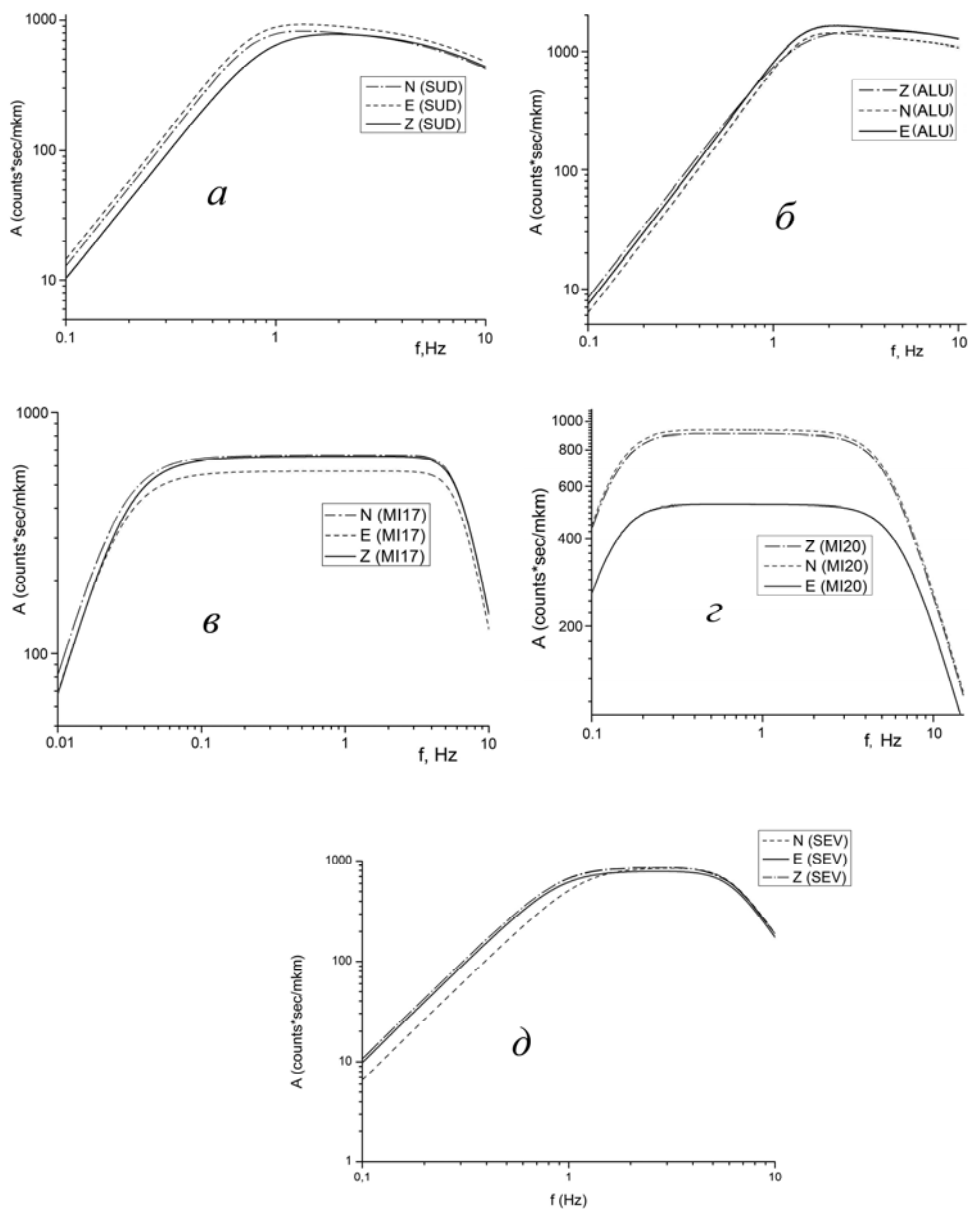 1000
100
10
A (counts*sec/mkm)
N (SUD)
E (SUD)
Z (SUD)
а
0.1
1
10
f,Hz
1000
100
10
A (counts*sec/mkm)
Z (ALU)
N (ALU)
E (ALU)
б
0.1
1
10
f, Hz
1000
100
A (counts*sec/mkm)
N (MI17)
E (MI17)
Z (MI17)
в
0.01
0.1
1
10
f, Hz
1000
800
600
400
200
A (counts*sec/mkm)
Z (MI20)
N (MI20)
E (MI20)
г
0.1
1
10
f, Hz
1000
100
10
1
A (counts*sec/mkm)
N (SEV)
E (SEV)
Z (SEV)
д
0,1
1
10
f (Hz)